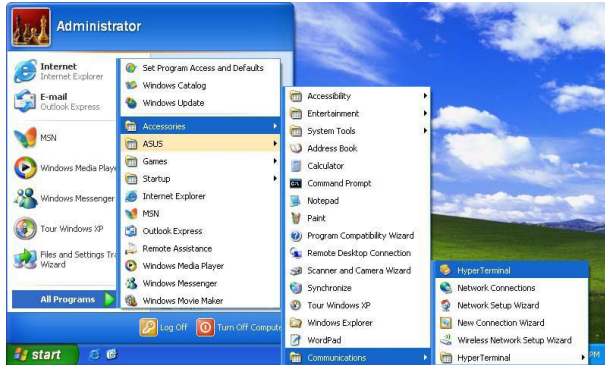 Administrator
Internet
Internet Explorer
E-mail
Outlook Express
MSN
Windows Media Playe
Windows Messenger
Tour Windows XP
Files and Settings Tra
Wizard
All Programs
Set Program Access and Defaults
Windows Catalog
Windows Update
Accessories
ASUS
Games
Startup
Internet Explorer
MSN
Outlook Express
Remote Assistance
Windows Media Player
Windows Messenger
Windows Movie Maker
Accessibility
Entertainment
System Tools
Address Book
Calculator
Command Prompt
Notepad
Paint
Program Compatibility Wizard
Remote Desktop Connection
Scanner and Camera Wizard
Synchronize
Tour Windows XP
Windows Explorer
WordPad
Communications
HyperTerminal
Network Connections
Network Setup Wizard
New Connection Wizard
Wireless Network Setup Wizard
HyperTerminal
Log Off
Turn Off Compute
start
PM